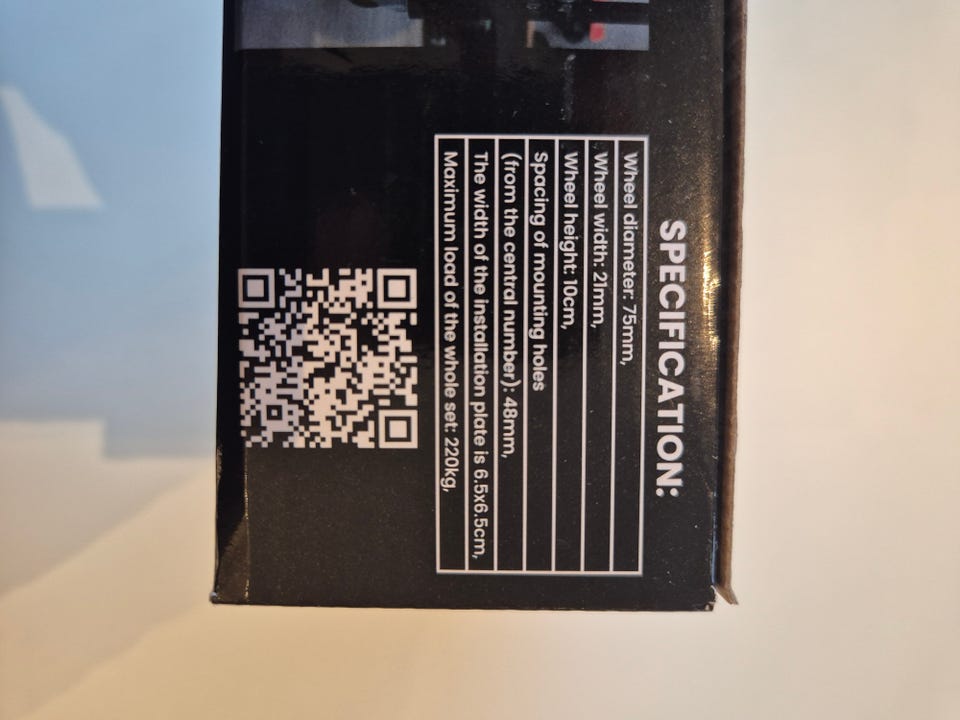 SPECIFICATION:
Wheel diameter: 75mm,
Wheel width: 21mm,
Wheel height: 10cm,
Spacing of mounting holes
(from the central number): 48mm,
The width of the installation plate is 6.5x6.5cm,
Maximum load of the whole set: 220kg,